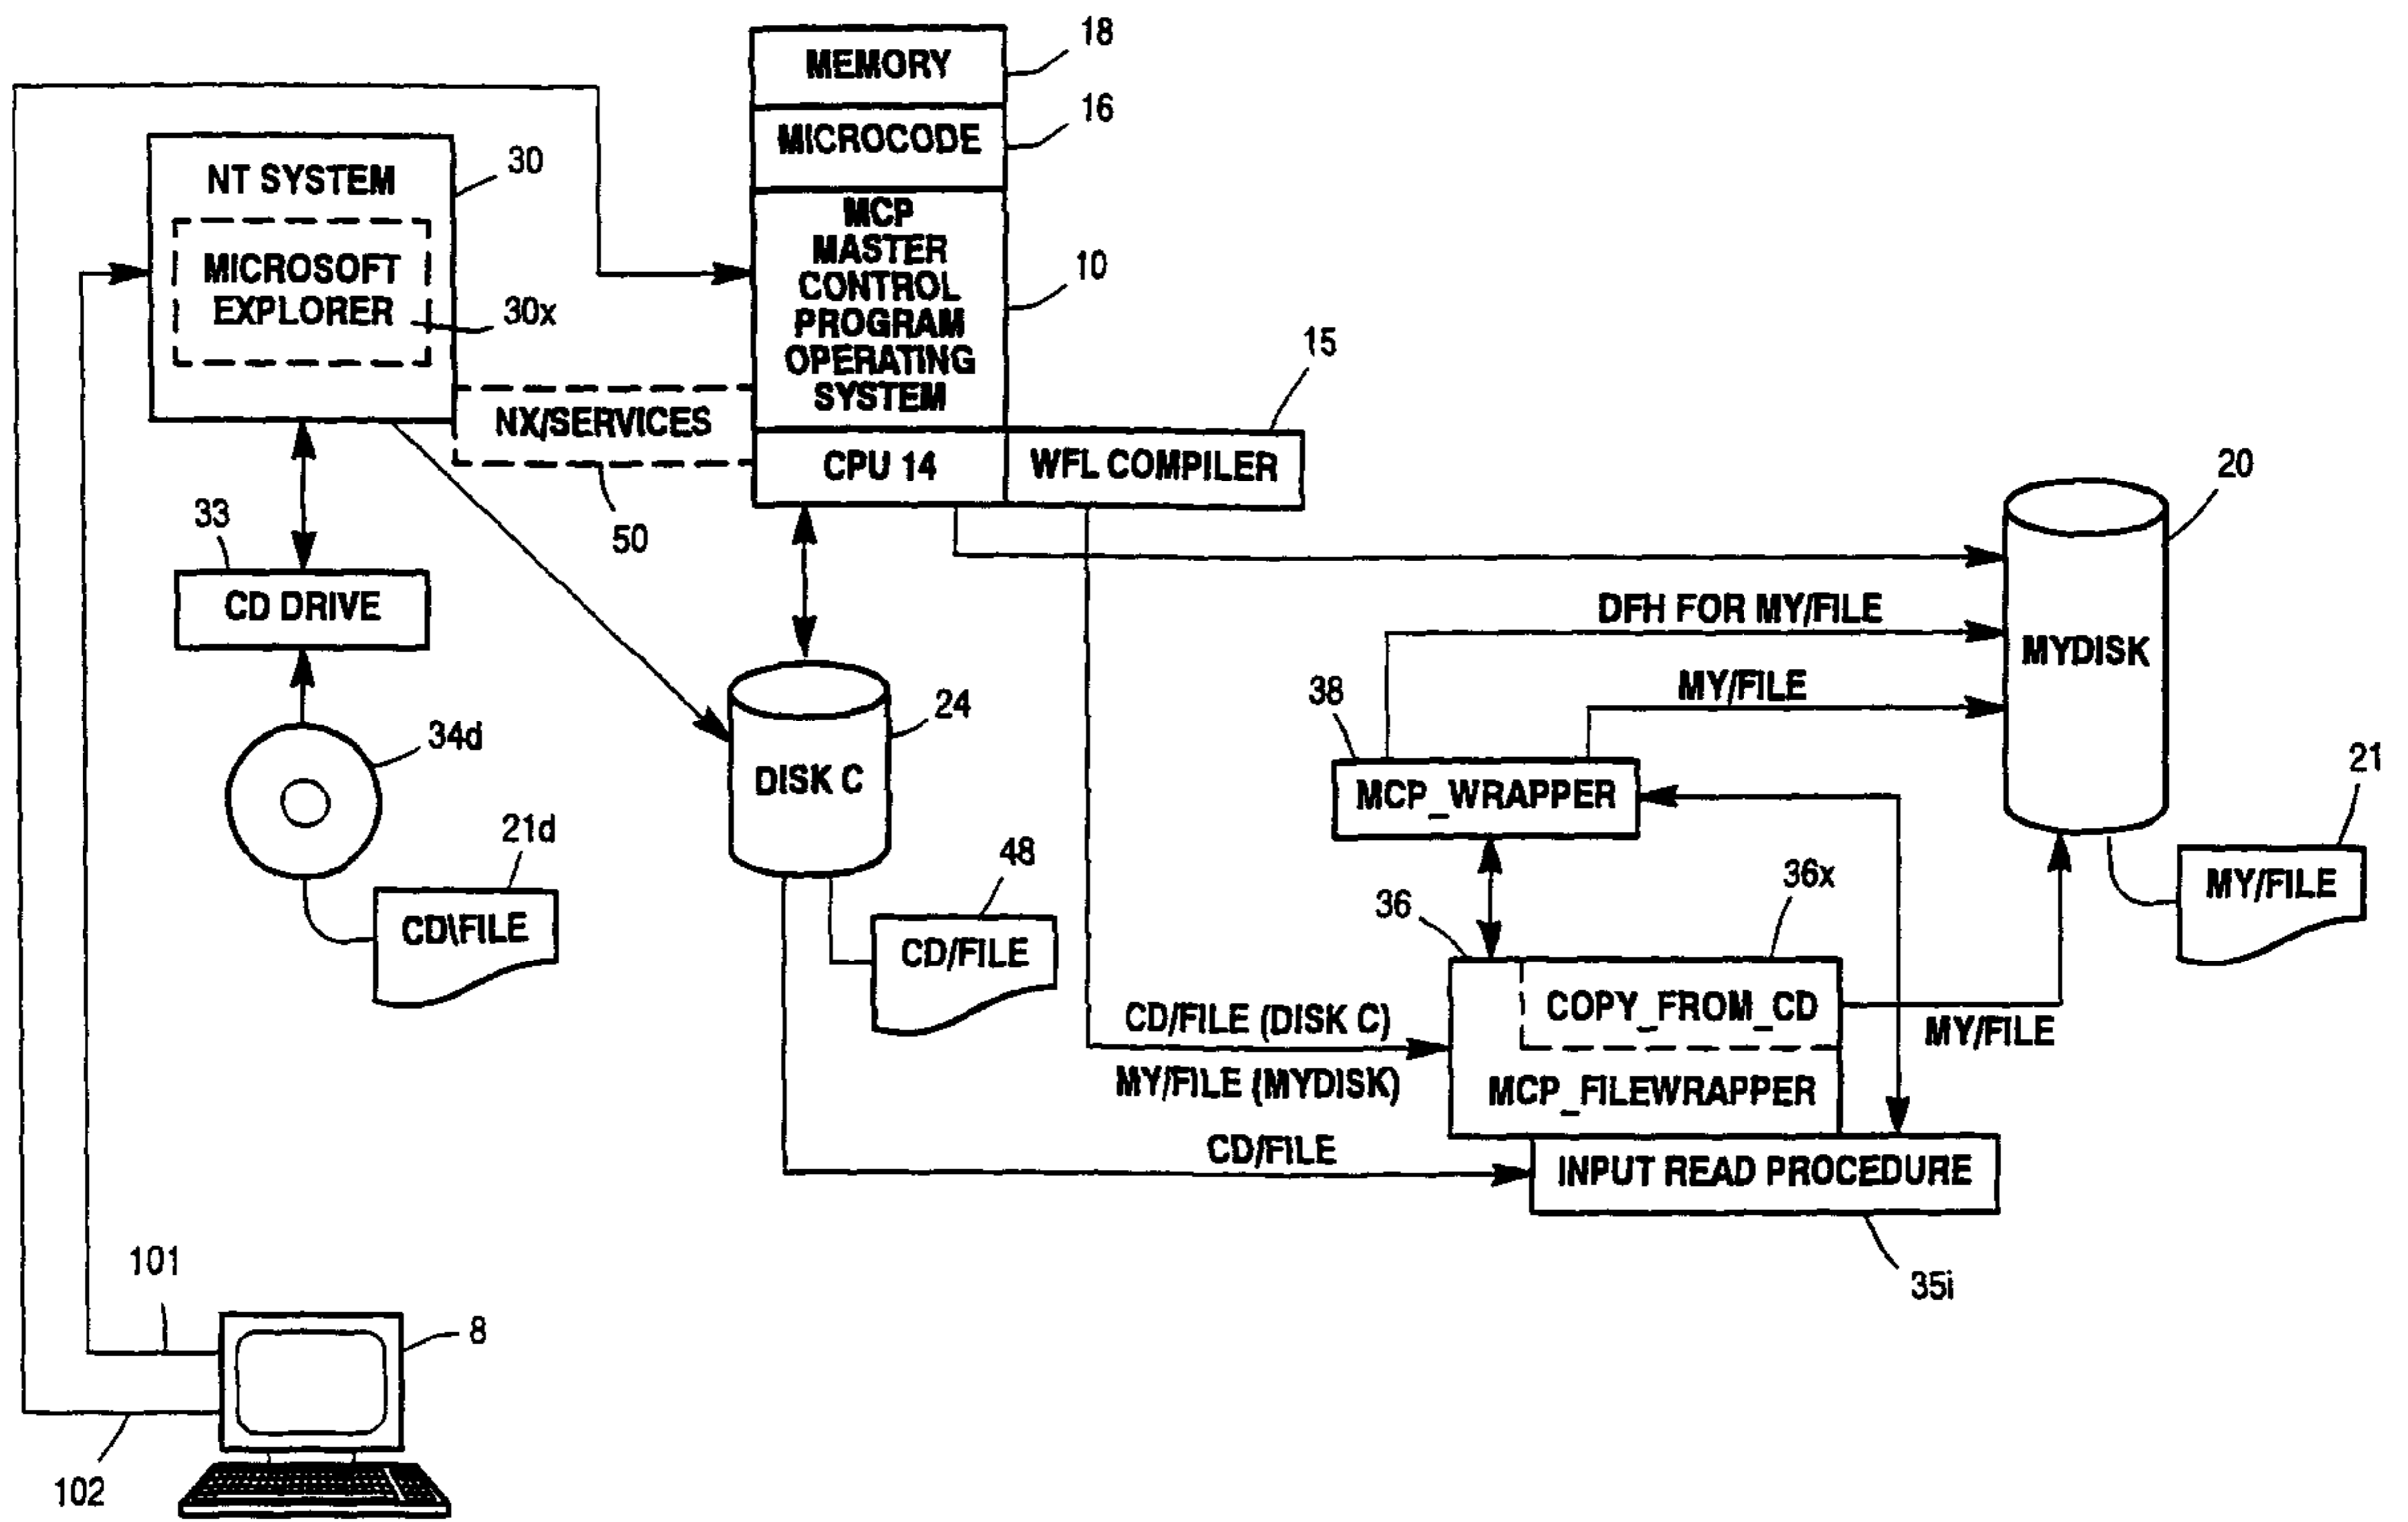 18
MEMORY
16
MICROCODE
NT SYSTEM
30
MCP
MASTER
CONTROL
PROGRAM
OPERATING
SYSTEM
10
MICROSOFT
EXPLORER
30x
15
NX/SERVICES
50
CPU 14
WFL COMPILER
20
33
CD DRIVE
DFH FOR MY/FILE
MYDISK
MY/FILE
38
24
34d
DISK C
MCP_WRAPPER
21
MY/FILE
21d
CD\FILE
48
CD/FILE
36
36x
COPY_FROM_CD
MY/FILE
CD/FILE (DISK C)
MY/FILE (MYDISK)
MCP_FILEWRAPPER
CD/FILE
INPUT READ PROCEDURE
35i
101
8
102